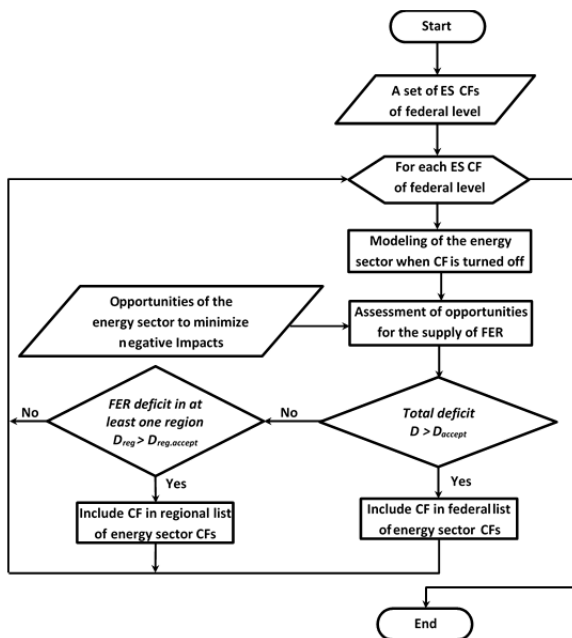 Start
A set of ES CFs
of federal level
For each ES CF
of federal level
Modeling of the energy
sector when CF is turned off
Opportunities of the
energy sector to minimize
negative Impacts
Assessment of opportunities
for the supply of FER
FER deficit in at
least one region
Dreg > Dreg.accept
No
No
Total deficit
D > Daccept
Yes
Yes
Include CF in regional list
of energy sector CFs
Include CF in federal list
of energy sector CFs
End